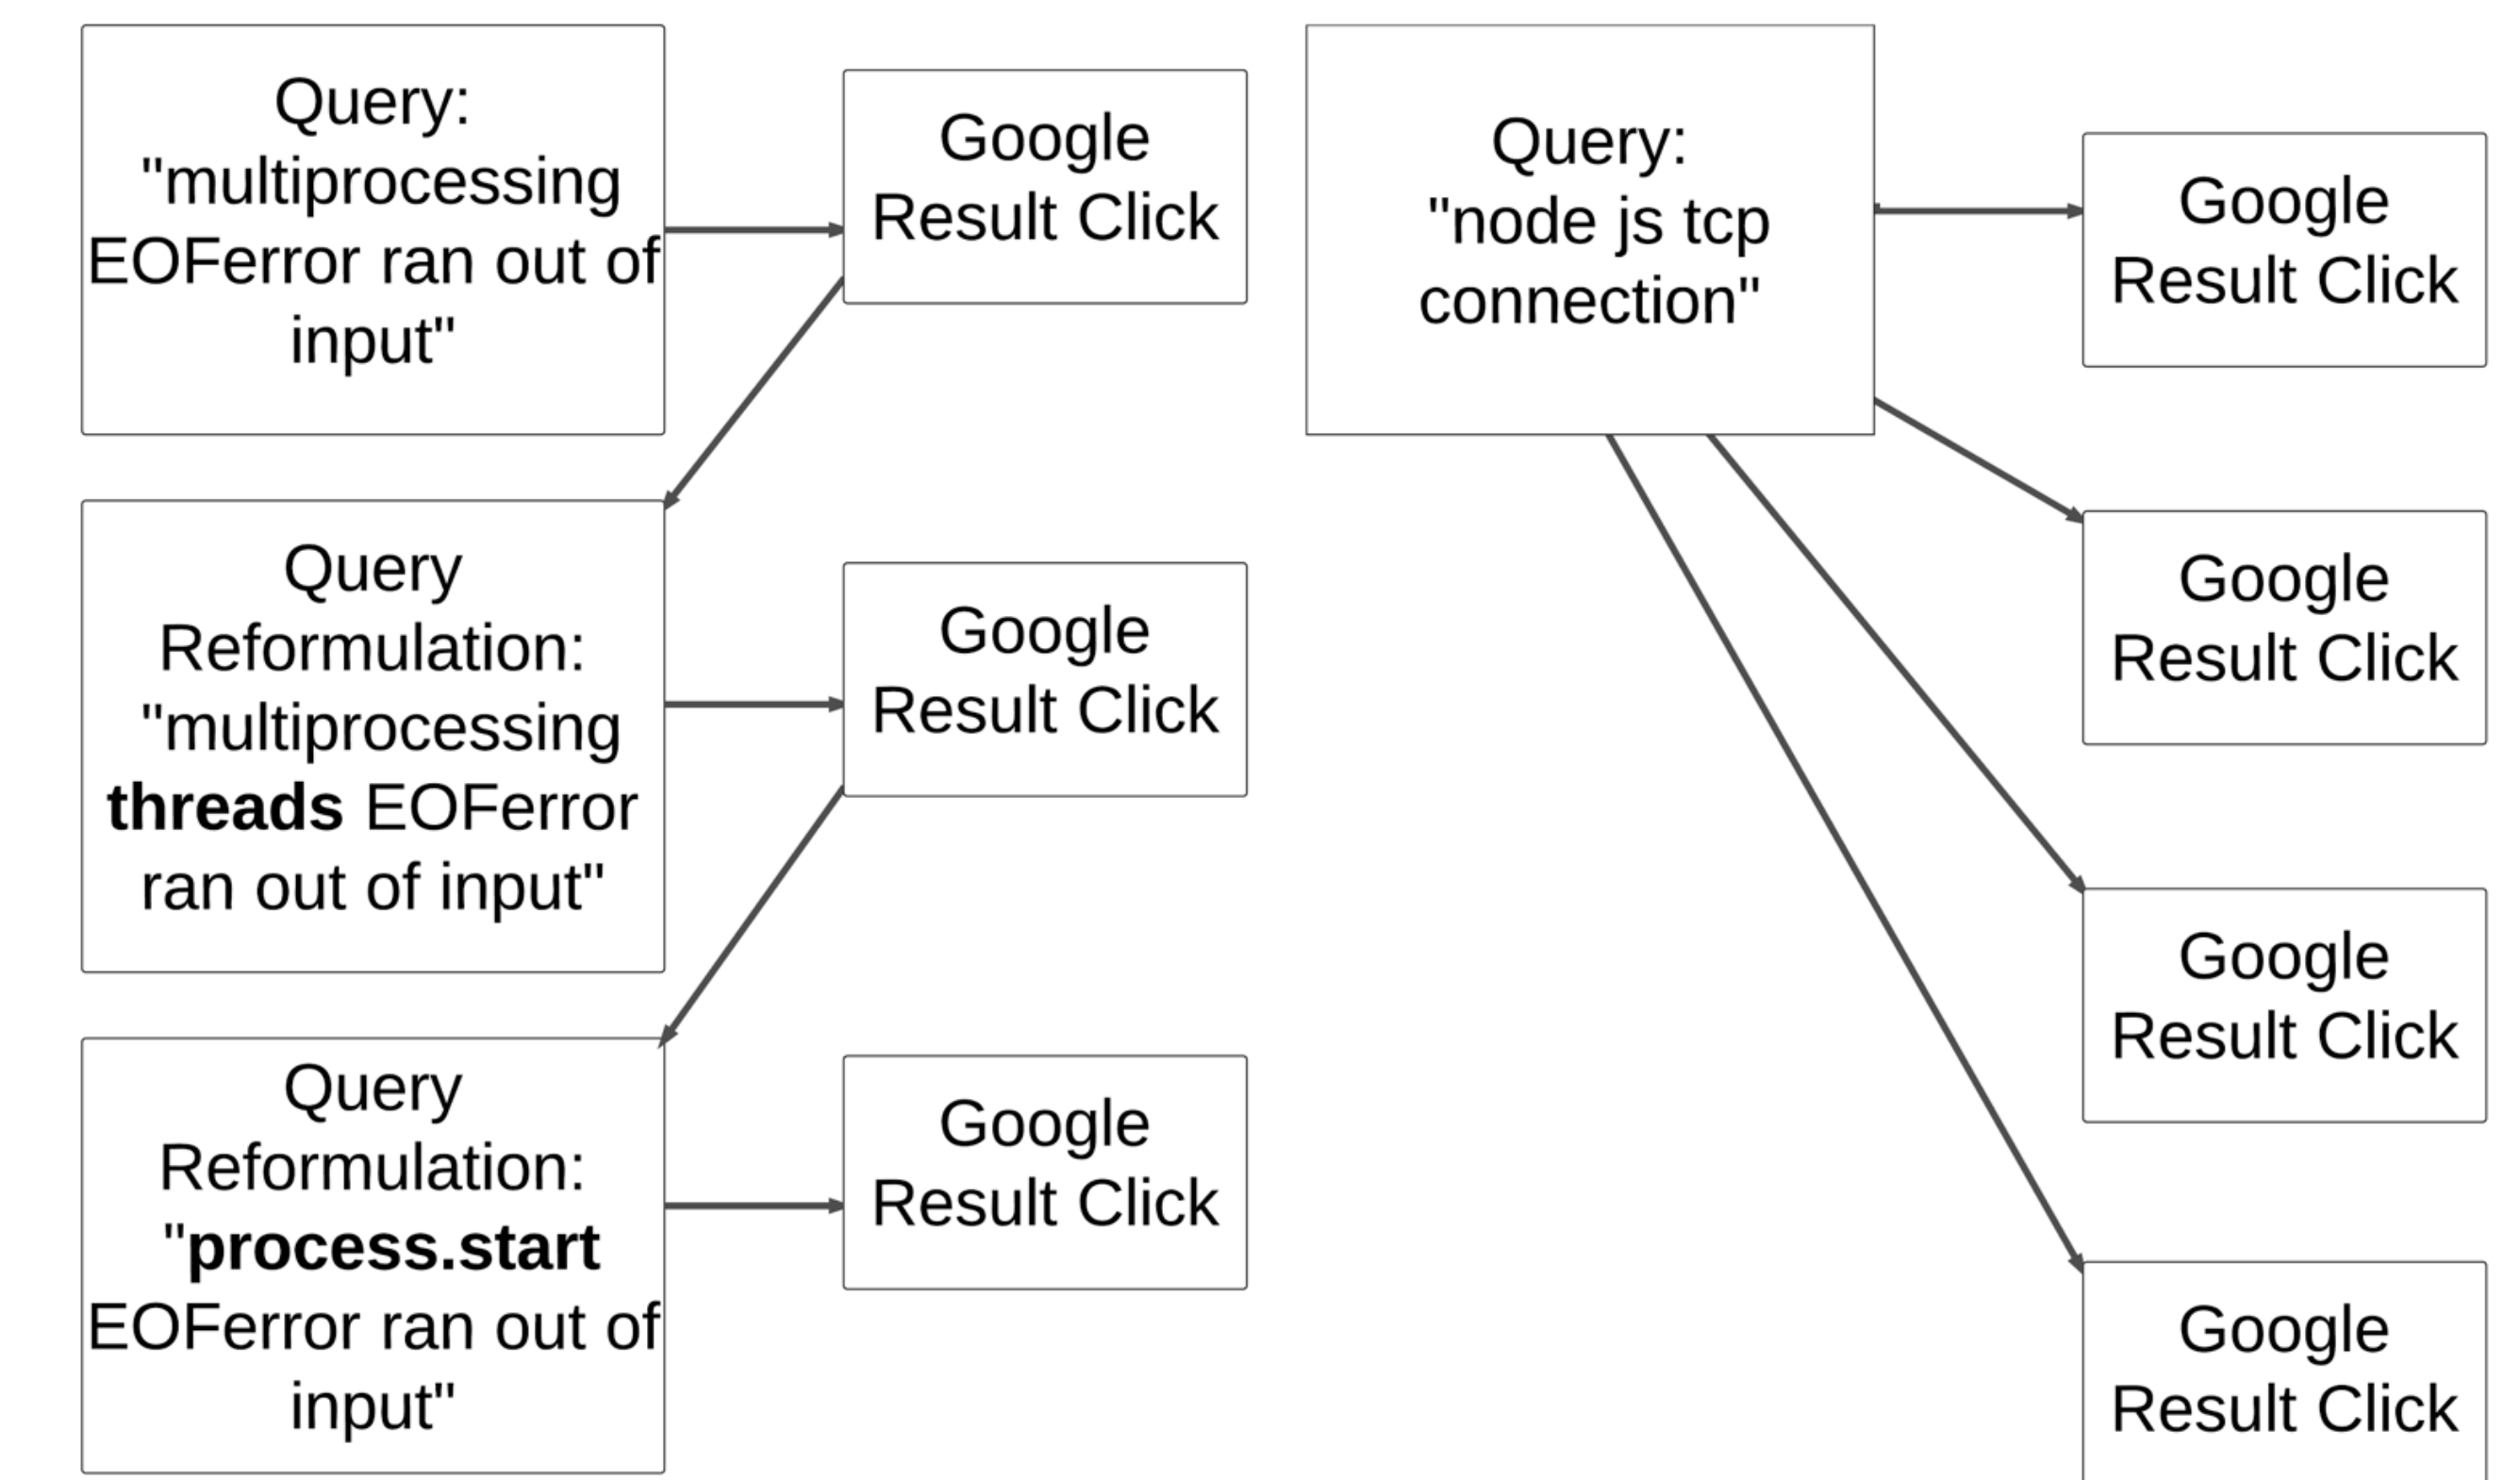 Query:
"multiprocessing
EOFerror ran out of
input"
Google
Result Click
Query
Reformulation:
"multiprocessing
threads EOFerror
ran out of input"
Google
Result Click
Query
Reformulation:
"process.start
EOFerror ran out of
input"
Google
Result Click
Query:
"node js tcp
connection"
Google
Result Click
Google
Result Click
Google
Result Click
Google
Result Click